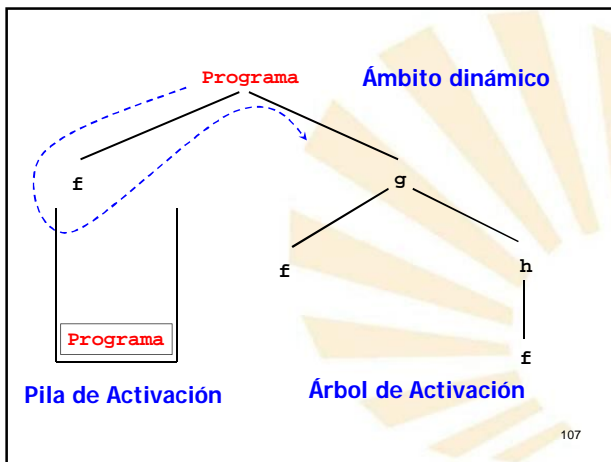 Programa
Ámbito dinámico
f
g
f
h
Programa
f
Pila de Activación
Árbol de Activación
107